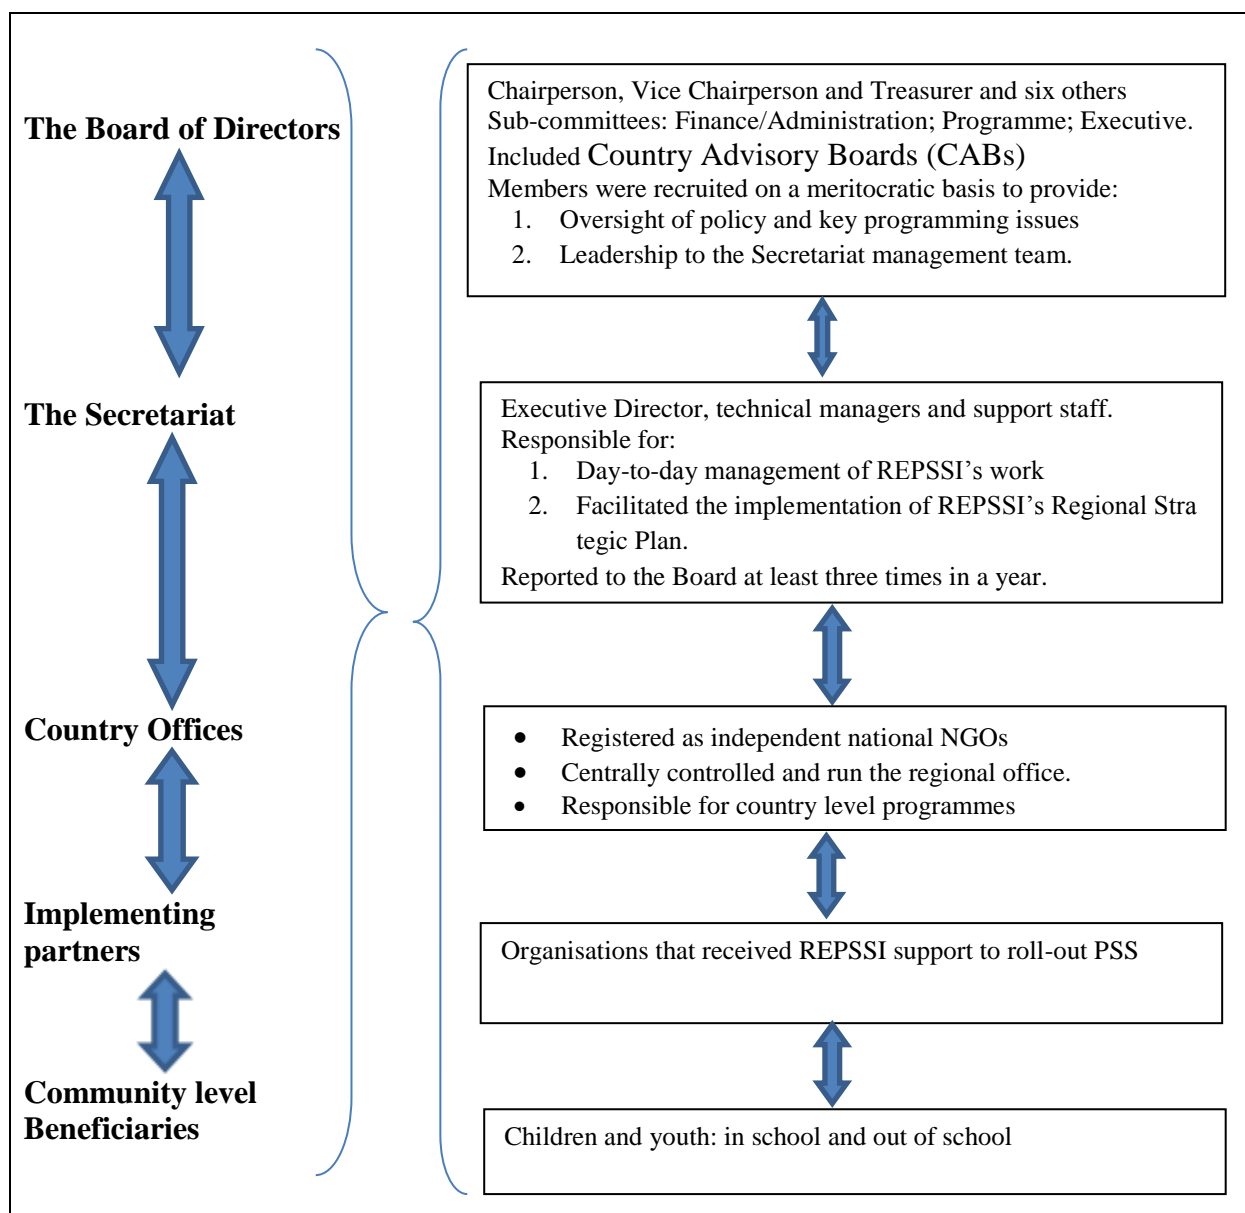 The Board of Directors
Chairperson, Vice Chairperson and Treasurer and six others
Sub-committees: Finance/Administration; Programme; Executive.
Included Country Advisory Boards (CABs)
Members were recruited on a meritocratic basis to provide:
1. Oversight of policy and key programming issues
2. Leadership to the Secretariat management team.
The Secretariat
Executive Director, technical managers and support staff.
Responsible for:
1. Day-to-day management of REPSSI’s work
2. Facilitated the implementation of REPSSI’s Regional Stra
tegic Plan.
Reported to the Board at least three times in a year.
Country Offices
• Registered as independent national NGOs
• Centrally controlled and run the regional office.
• Responsible for country level programmes
Implementing
partners
Organisations that received REPSSI support to roll-out PSS
Community level
Beneficiaries
Children and youth: in school and out of school